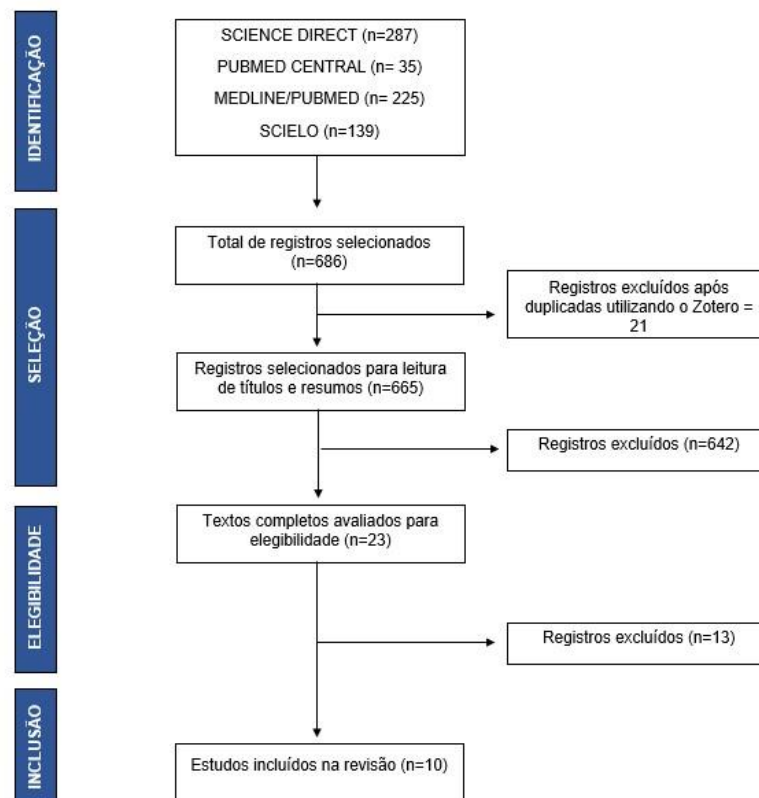 IDENTIFICAÇÃO
SCIENCE DIRECT (n=287)
PUBMED CENTRAL (n= 35)
MEDLINE/PUBMED (n= 225)
SCIELO (n=139)
SELEÇÃO
Total de registros selecionados
(n=686)
Registros excluídos após
duplicadas utilizando o Zotero =
21
Registros selecionados para leitura
de títulos e resumos (n=665)
Registros excluídos (n=642)
ELEGIBILIDADE
Textos completos avaliados para
elegibilidade (n=23)
Registros excluídos (n=13)
INCLUSÃO
Estudos incluídos na revisão (n=10)